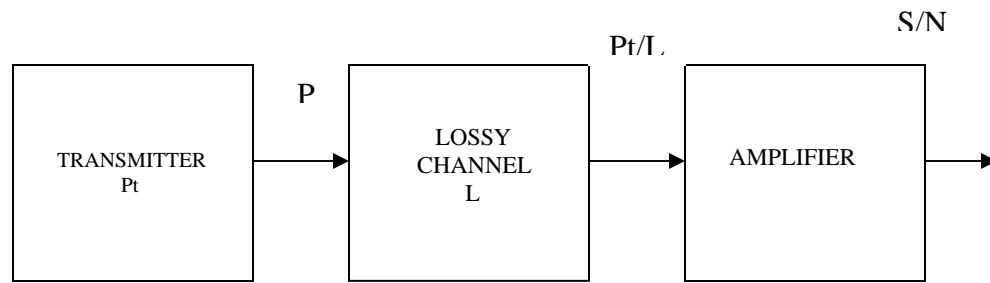 S/N
Pt/L
P
TRANSMITTER
Pt
LOSSY
CHANNEL
L
AMPLIFIER